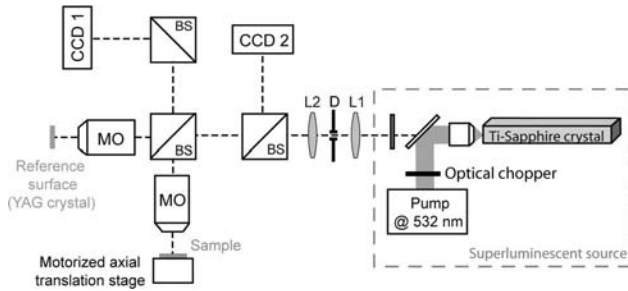 CCD 1
BS
CCD 2
L2 D L1
MO
BS
BS
Ti-Sapphire crystal
Reference
surface
(YAG crystal)
MO
Optical chopper
Pump
@ 532 nm
Sample
Motorized axial
translation stage
Superluminescent source